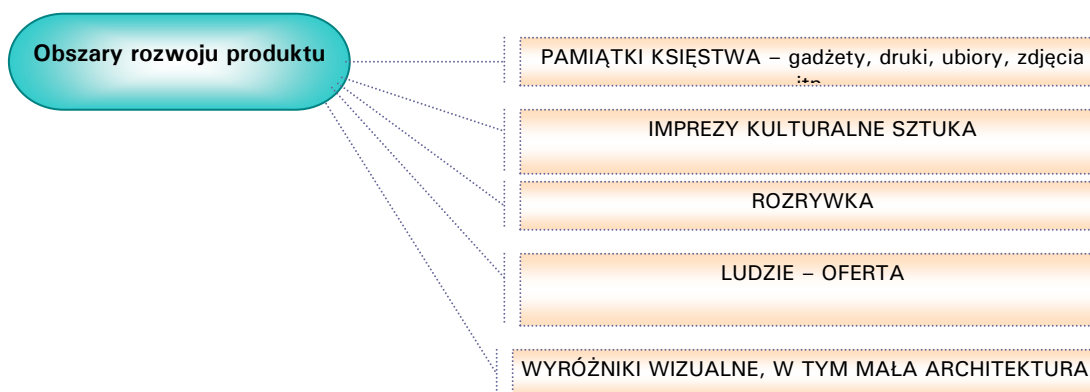 Obszary rozwoju produktu
PAMIĄTKI KSIĘSTWA – gadżety, druki, ubiory, zdjęcia
itp.
IMPREZY KULTURALNE SZTUKA
ROZRYWKA
LUDZIE – OFERTA
WYRÓŻNIKI WIZUALNE, W TYM MAŁA ARCHITEKTURA